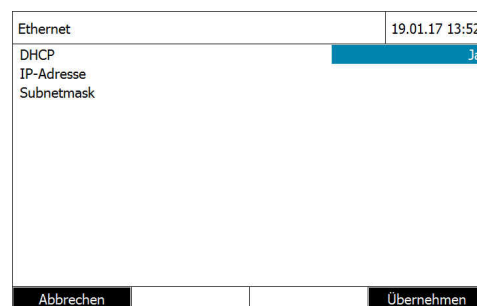 Ethernet 19.01.17 13:52
DHCP Ja
IP-Adresse
Subnetmask
Abbrechen Übernehmen